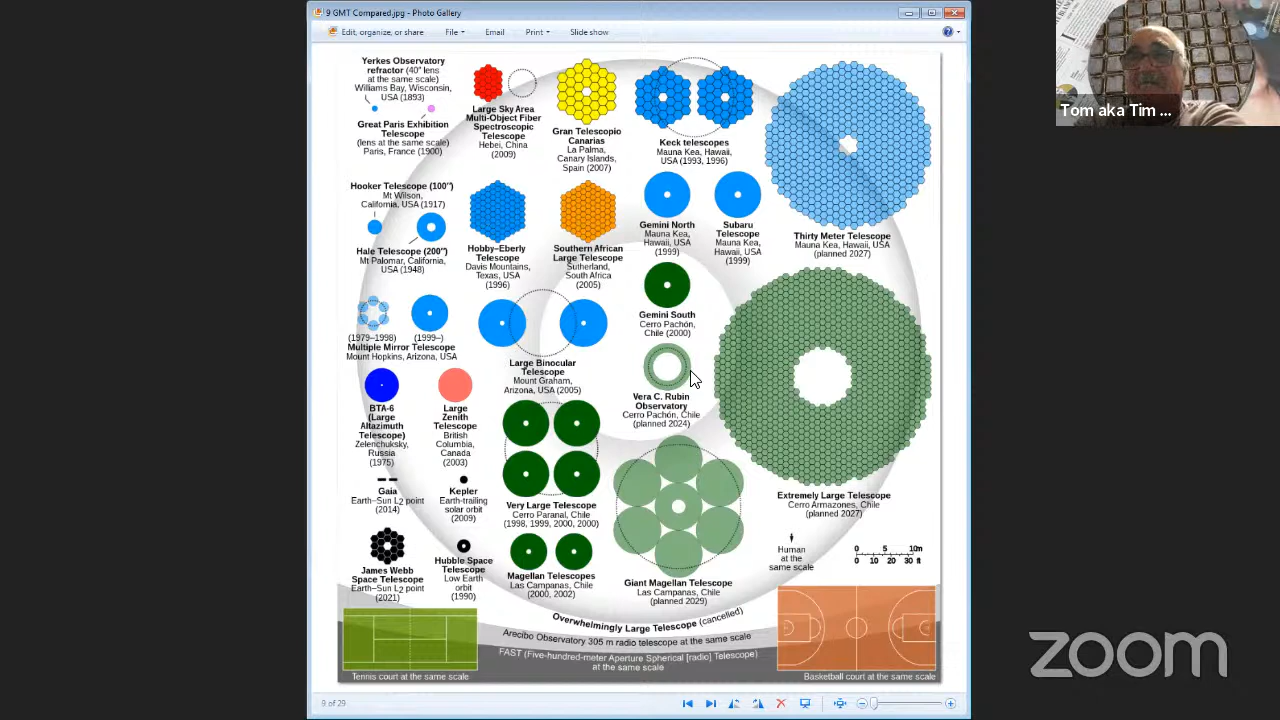 9 GMT Compared.jpg - Photo Gallery
Edit, organize, or share
File
Email
Print
Slide show
Yerkes Observatory
refractor (40″ lens
at the same scale)
Williams Bay, Wisconsin,
USA (1893)
Great Paris Exhibition
Telescope
(lens at the same scale)
Paris, France (1900)
Large Sky Area
Multi-Object Fiber
Spectroscopic
Telescope
Hebei, China
(2009)
Gran Telescopio
Canarias
La Palma,
Canary Islands,
Spain (2007)
Keck telescopes
Mauna Kea, Hawaii,
USA (1993, 1996)
Thirty Meter Telescope
Mauna Kea, Hawaii, USA
(planned 2027)
Hooker Telescope (100″)
Mt Wilson,
California, USA (1917)
Hale Telescope (200″)
Mt Palomar, California,
USA (1948)
Hobby–Eberly
Telescope
Davis Mountains,
Texas, USA
(1996)
Southern African
Large Telescope
Sutherland,
South Africa
(2005)
Gemini North
Mauna Kea,
Hawaii, USA
(1999)
Subaru
Telescope
Mauna Kea,
Hawaii, USA
(1999)
Gemini South
Cerro Pachón,
Chile (2000)
(1979–1998) (1999–)
Multiple Mirror Telescope
Mount Hopkins, Arizona, USA
Large Binocular
Telescope
Mount Graham,
Arizona, USA (2005)
Vera C. Rubin
Observatory
Cerro Pachón, Chile
(planned 2024)
BTA-6
(Large
Altazimuth
Telescope)
Zelenchuksky,
Russia
(1975)
Large
Zenith
Telescope
British
Columbia,
Canada
(2003)
Gaia
Earth–Sun L2 point
(2014)
Kepler
Earth-trailing
solar orbit
(2009)
Very Large Telescope
Cerro Paranal, Chile
(1998, 1999, 2000, 2000)
Extremely Large Telescope
Cerro Armazones, Chile
(planned 2027)
James Webb
Space Telescope
Earth–Sun L2 point
(2021)
Hubble Space
Telescope
Low Earth
orbit
(1990)
Magellan Telescopes
Las Campanas, Chile
(2000, 2002)
Giant Magellan Telescope
Las Campanas, Chile
(planned 2029)
Human
at the
same scale
0 5 10m
0 10 20 30 ft
Overwhelmingly Large Telescope (cancelled)
Arecibo Observatory 305 m radio telescope at the same scale
FAST (Five-hundred-meter Aperture Spherical [radio] Telescope)
at the same scale
Tennis court at the same scale
Basketball court at the same scale
9 of 29
Tom aka Tim ...
zoom